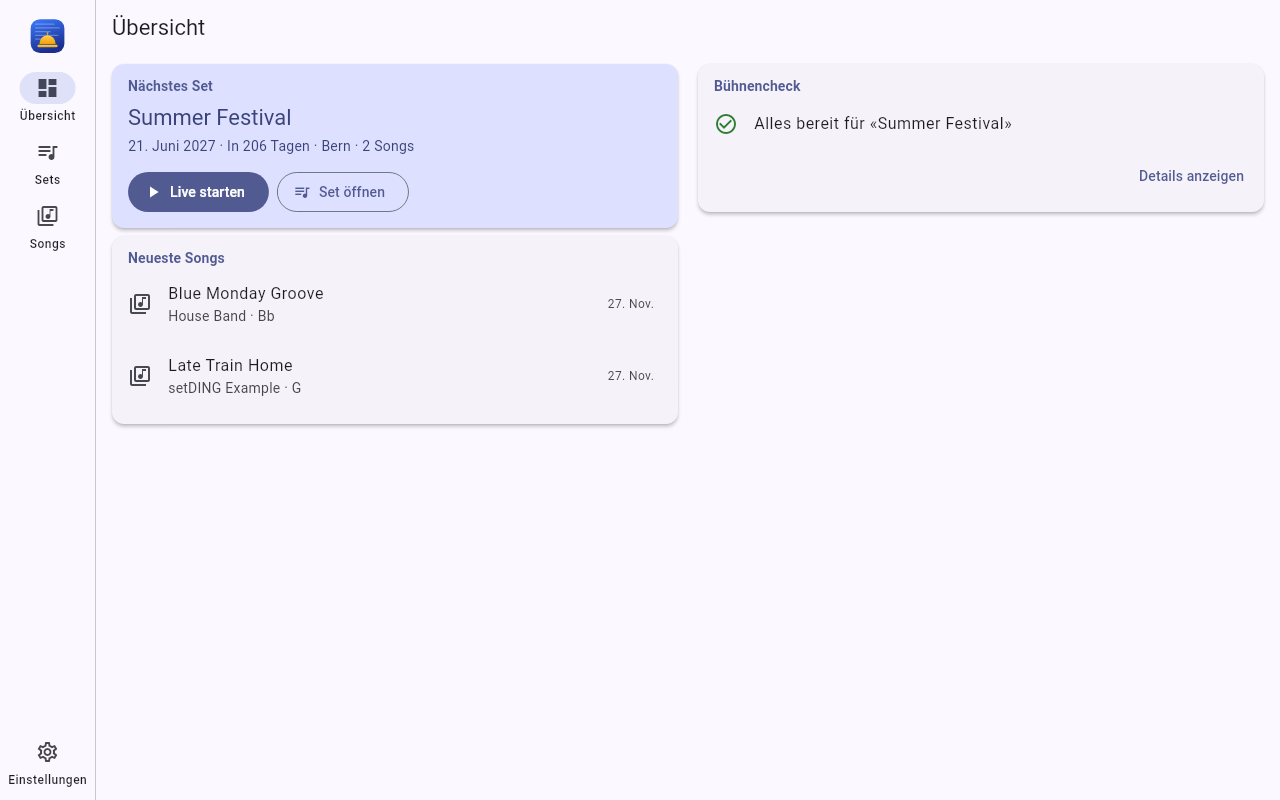 Übersicht
Übersicht
Sets
Songs
Einstellungen
Nächstes Set
Summer Festival
21. Juni 2027 · In 206 Tagen · Bern · 2 Songs
Live starten
Set öffnen
Neueste Songs
Blue Monday Groove
House Band · Bb
27. Nov.
Late Train Home
setDING Example · G
27. Nov.
Bühnencheck
Alles bereit für «Summer Festival»
Details anzeigen